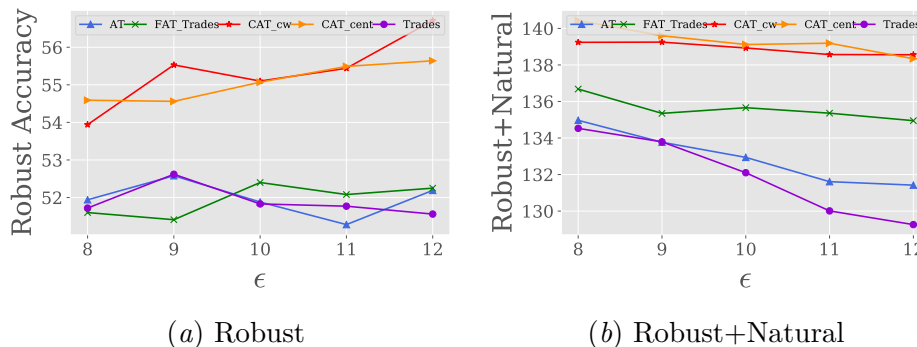 AT FAT_Trades CAT_cw CAT_cent Trades
Robust Accuracy
56
55
54
53
52
8 9 10 11 12
ϵ
(a) Robust
AT FAT_Trades CAT_cw CAT_cent Trades
Robust+Natural
140
138
136
134
132
130
8 9 10 11 12
ϵ
(b) Robust+Natural